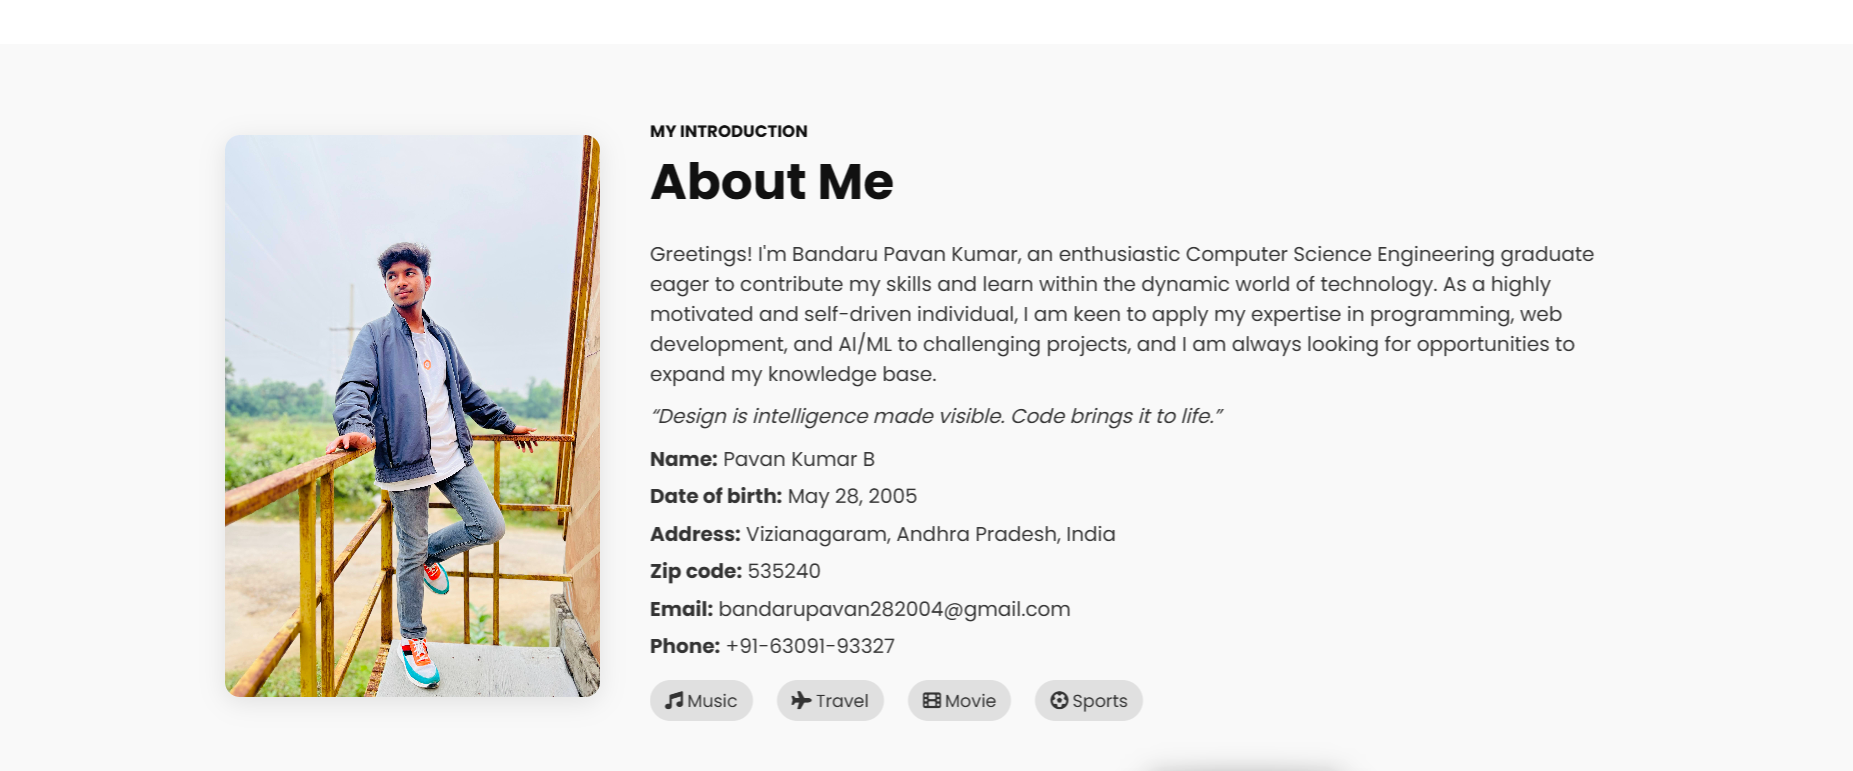 MY INTRODUCTION
About Me
Greetings! I'm Bandaru Pavan Kumar, an enthusiastic Computer Science Engineering graduate
eager to contribute my skills and learn within the dynamic world of technology. As a highly
motivated and self-driven individual, I am keen to apply my expertise in programming, web
development, and AI/ML to challenging projects, and I am always looking for opportunities to
expand my knowledge base.
“Design is intelligence made visible. Code brings it to life.”
Name: Pavan Kumar B
Date of birth: May 28, 2005
Address: Vizianagaram, Andhra Pradesh, India
Zip code: 535240
Email: bandarupavan282004@gmail.com
Phone: +91-63091-93327
Music Travel Movie Sports